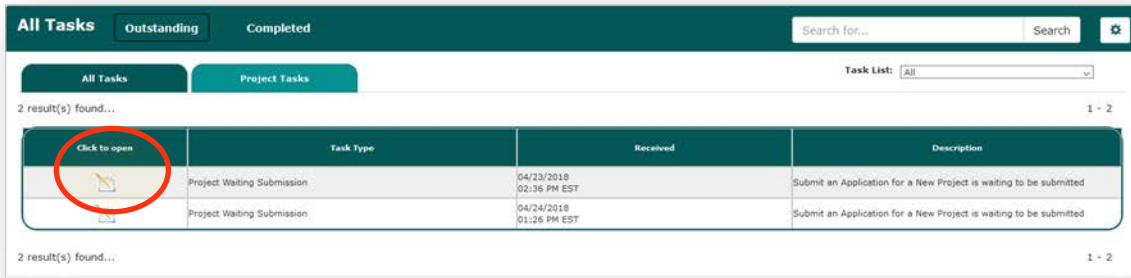 All Tasks Outstanding Completed Search for... Search
All Tasks Project Tasks Task List: All
2 result(s) found... 1 - 2
Click to open Task Type Received Description
Project Waiting Submission 04/23/2018 Submit an Application for a New Project is waiting to be submitted
02:36 PM EST
Project Waiting Submission 04/24/2018 Submit an Application for a New Project is waiting to be submitted
01:26 PM EST
2 result(s) found... 1 - 2